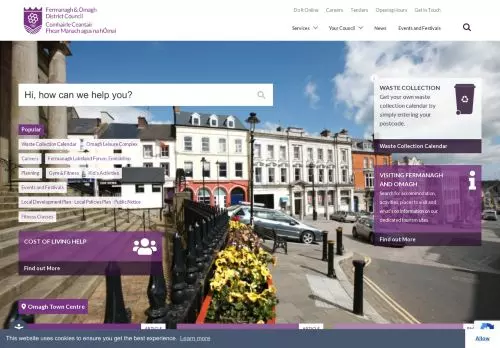 Fermanagh & Omagh
District Council
Comhairle Ceantair
Fhear Manach agus na hÓmaí
Do It Online
Careers
Tenders
Opening Hours
Get in Touch
Services
Your Council
News
Events and Festivals
Hi, how can we help you?
Popular
Waste Collection Calendar
Omagh Leisure Complex
Careers
Fermanagh Lakeland Forum, Enniskillen
Planning
Gym & Fitness
Kid's Activities
Events and Festivals
Local Development Plan - Local Policies Plan - Public Notice
Fitness Classes
COST OF LIVING HELP
Find out More
WASTE COLLECTION
Get your own waste
collection calendar by
simply entering your
postcode.
Waste Collection Calendar
VISITING FERMANAGH
AND OMAGH
Search for accommodation,
activities, places to visit and
what's on information on our
dedicated tourism sites.
Find out More
Omagh Town Centre
ARTICLE
ARTICLE
This website uses cookies to ensure you get the best experience. Learn more
Allow